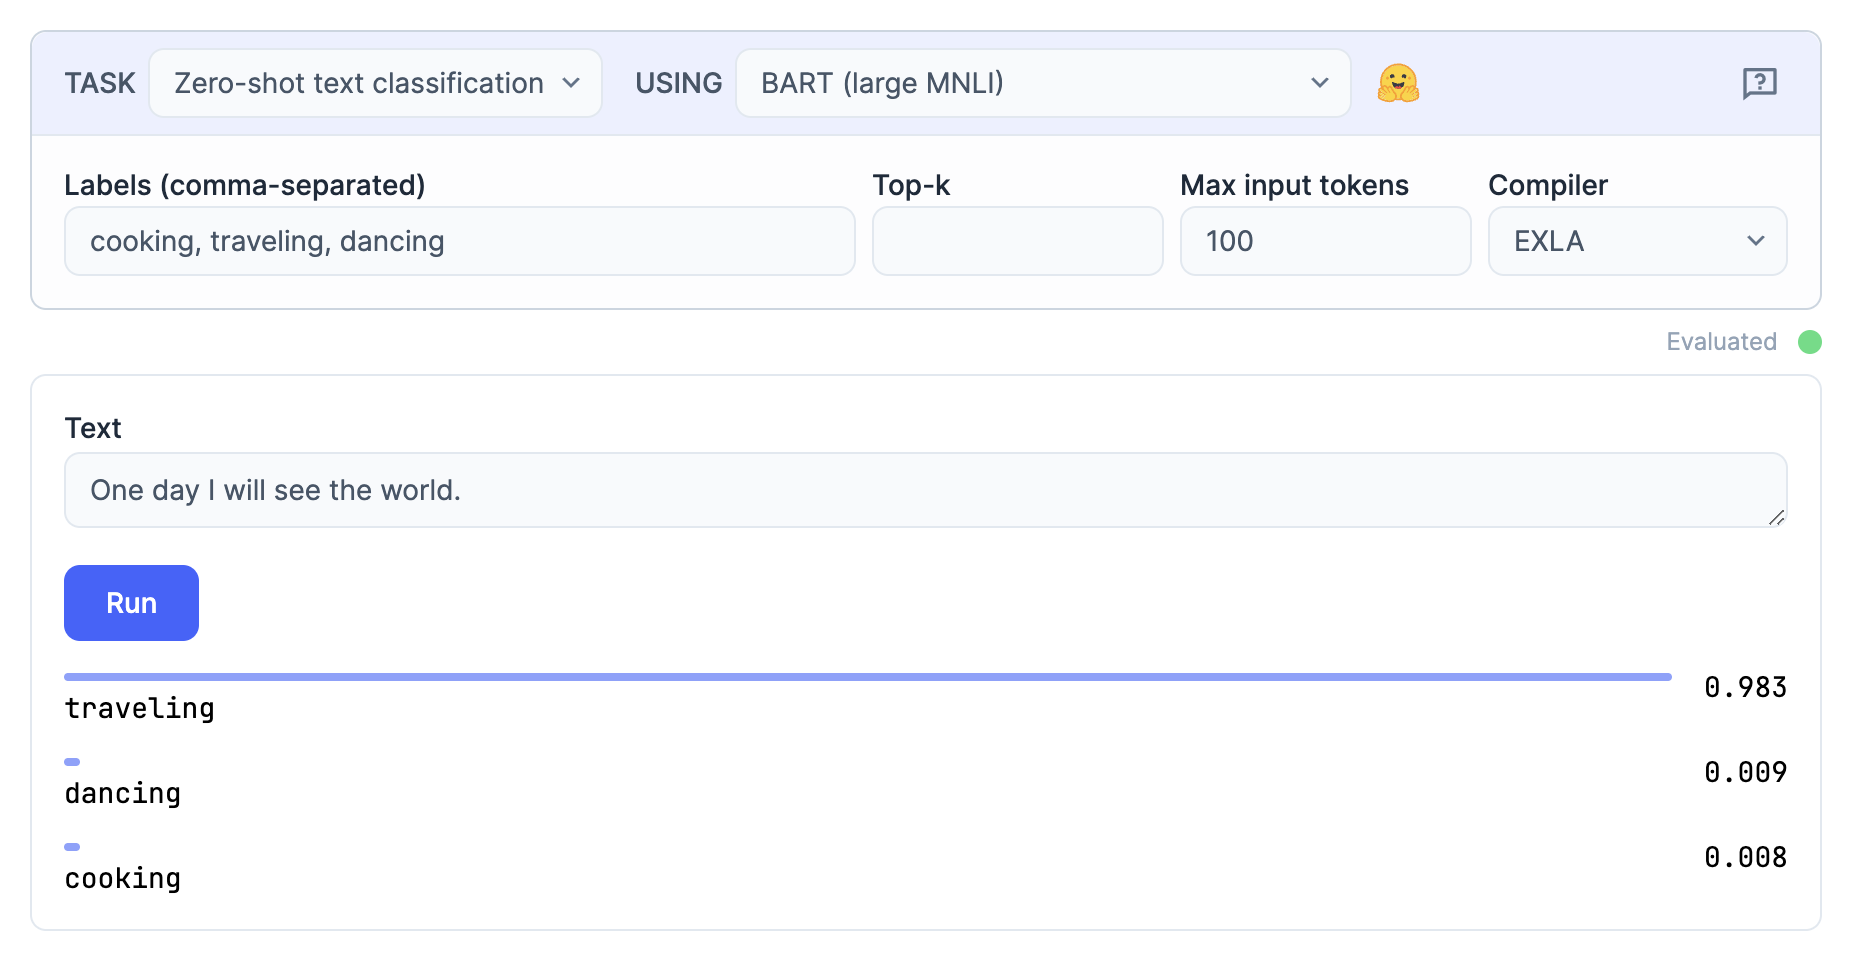 TASK Zero-shot text classification USING BART (large MNLI)
Labels (comma-separated) Top-k Max input tokens Compiler
cooking, traveling, dancing 100 EXLA
Evaluated
Text
One day I will see the world.
Run
traveling 0.983
dancing 0.009
cooking 0.008